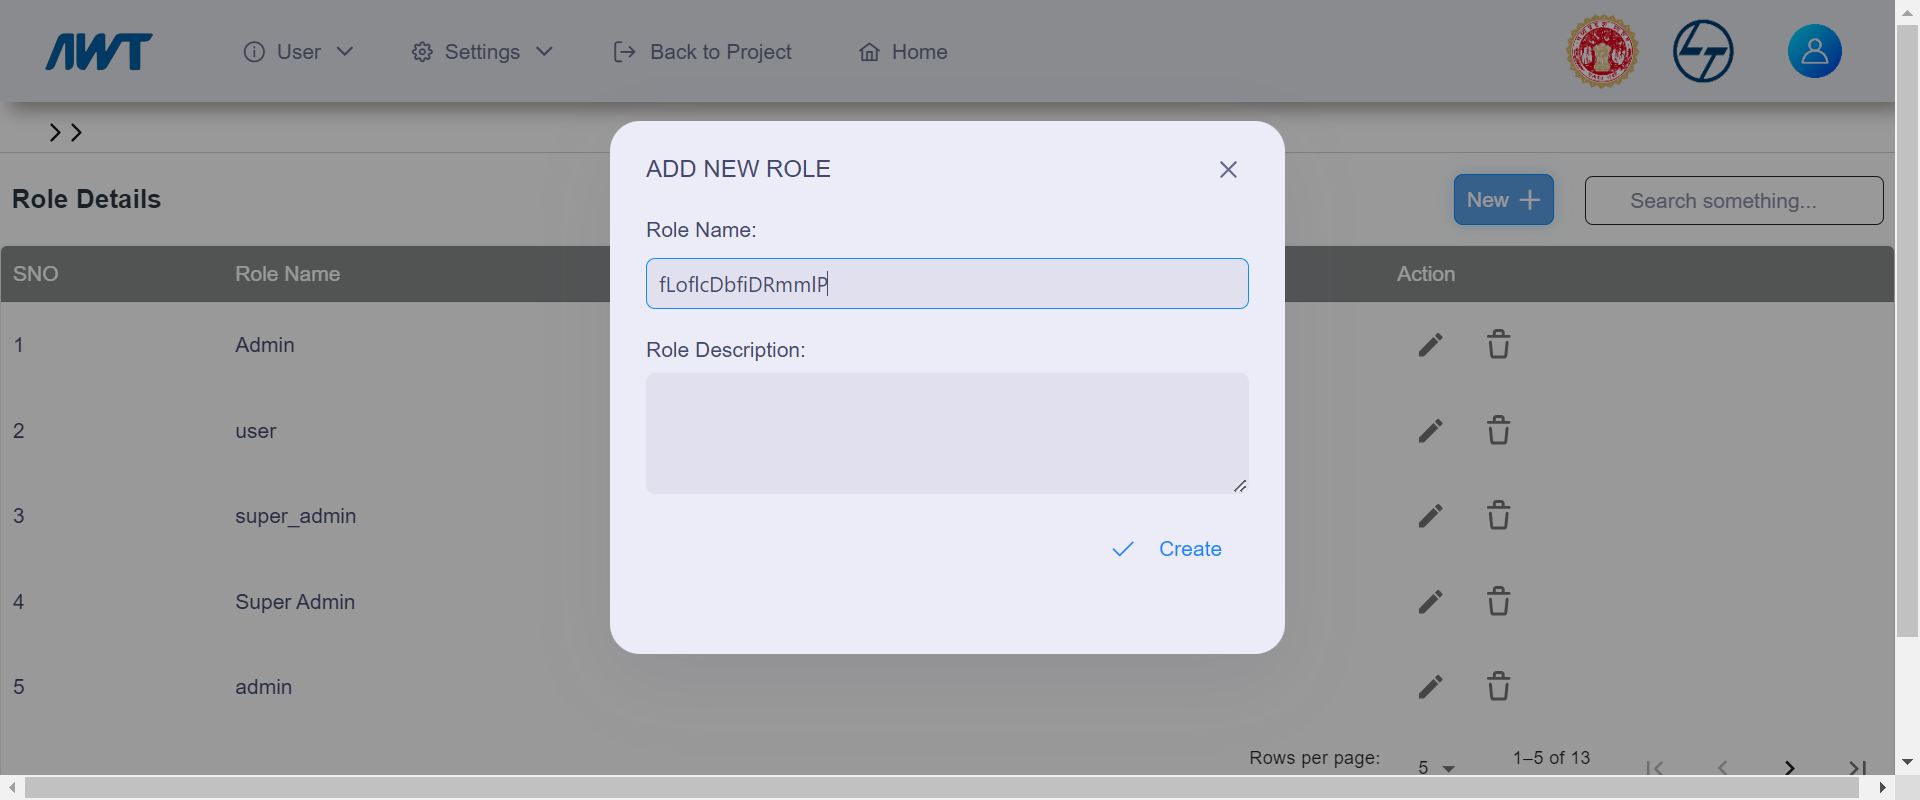 AWT
User
Settings
Back to Project
Home
Role Details
New
Search something...
SNO
Role Name
Action
1
Admin
2
user
3
super_admin
4
Super Admin
5
admin
Rows per page:
5
1–5 of 13
ADD NEW ROLE
Role Name:
Role Description:
Create